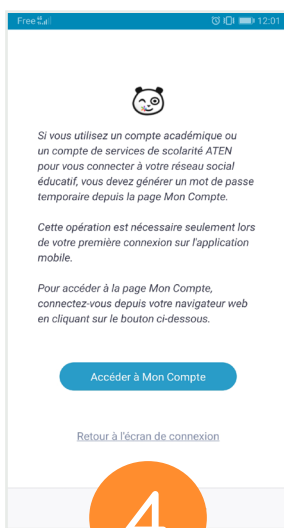 Free 12:01
Si vous utilisez un compte académique ou
un compte de services de scolarité ATEN
pour vous connecter à votre réseau social
éducatif, vous devez générer un mot de passe
temporaire depuis la page Mon Compte.
Cette opération est nécessaire seulement lors
de votre première connexion sur l'application
mobile.
Pour accéder à la page Mon Compte,
connectez-vous depuis votre navigateur web
en cliquant sur le bouton ci-dessous.
Accéder à Mon Compte
Retour à l'écran de connexion
4